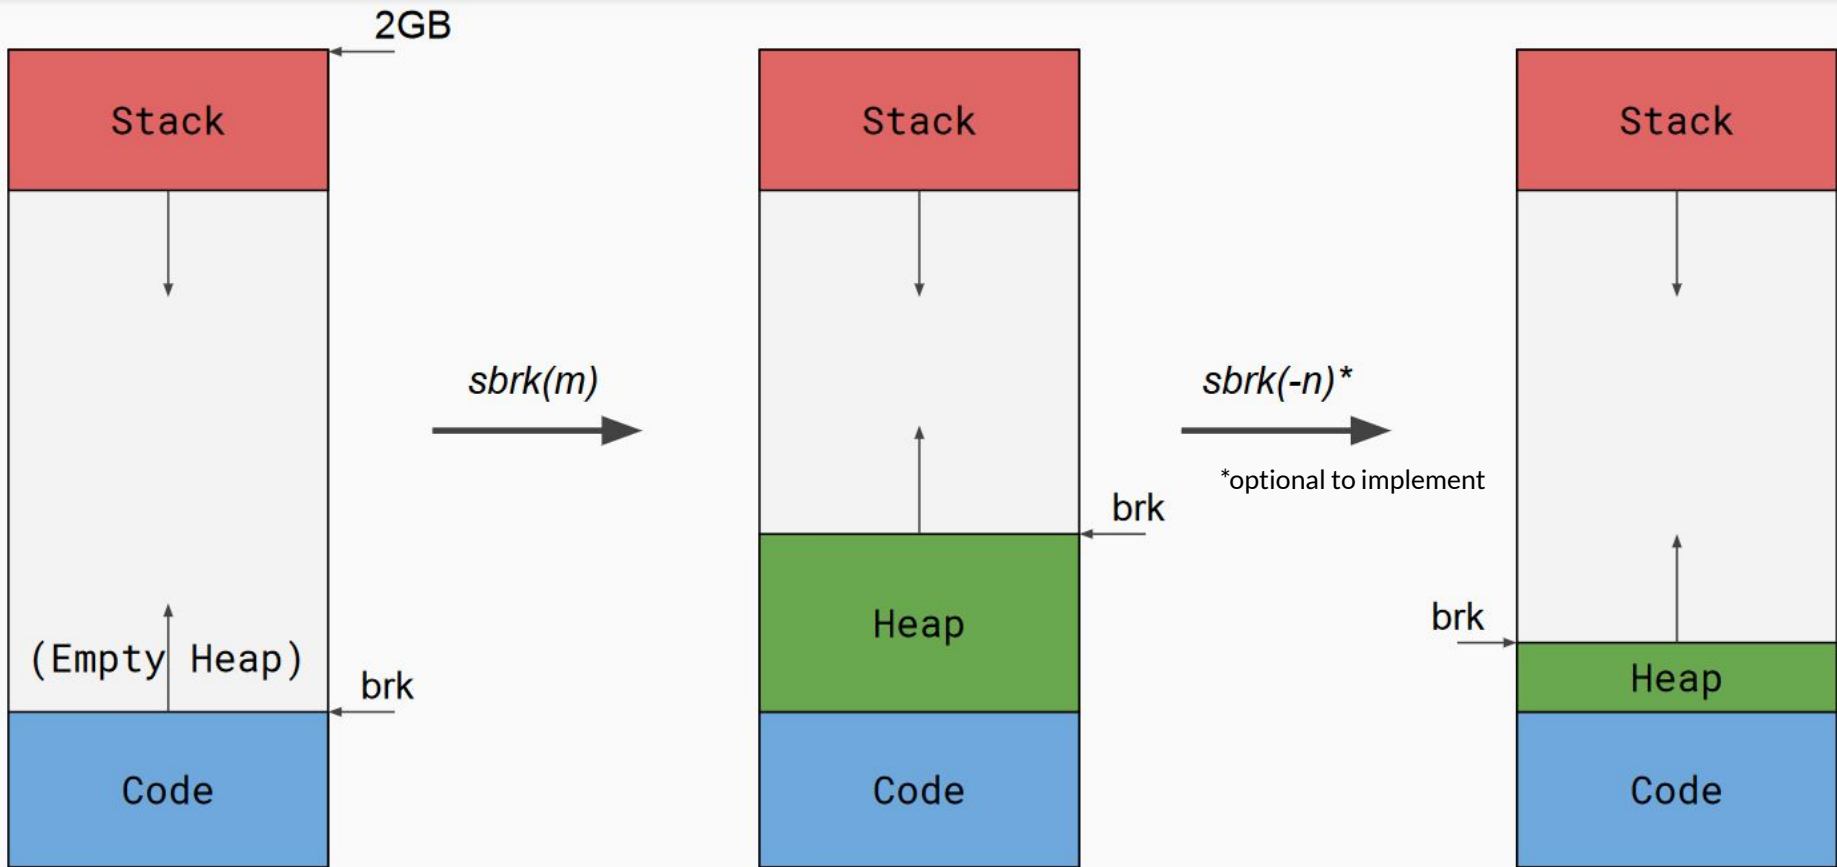 2GB
Stack
(Empty Heap)
brk
Code
sbrk(m)
Stack
brk
Heap
Code
sbrk(-n)*
*optional to implement
Stack
brk
Heap
Code